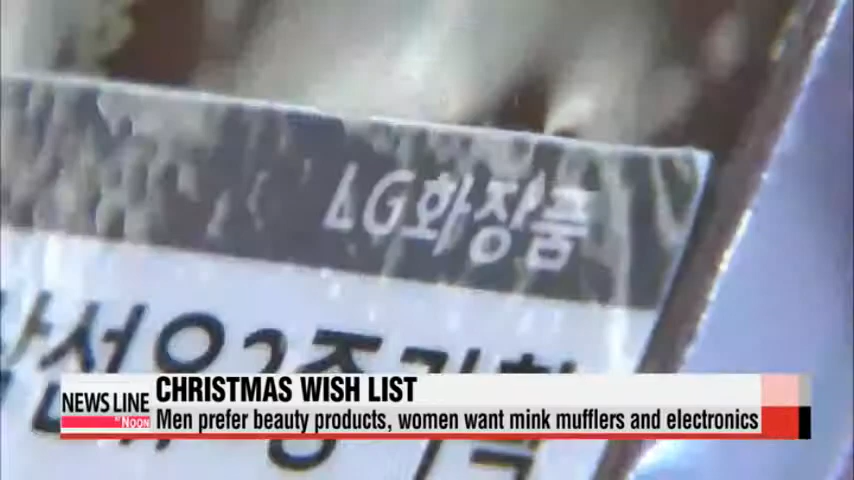 LG화장품
CHRISTMAS WISH LIST
NEWS LINE
at NOON
Men prefer beauty products, women want mink mufflers and electronics